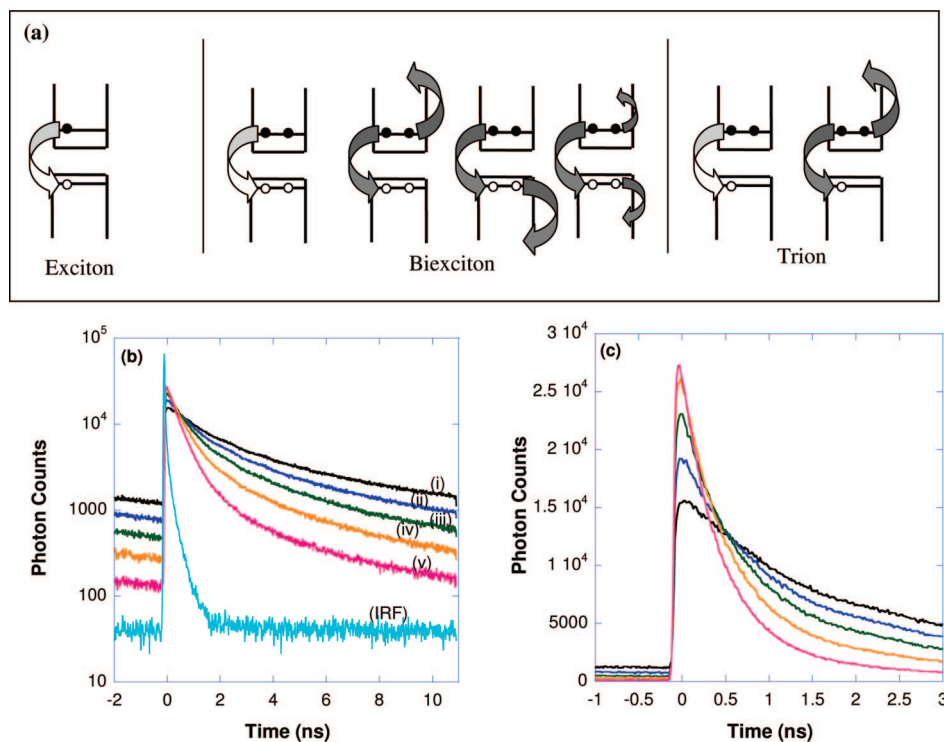 (a)
Exciton
Biexciton
Trion
(b)
Photon Counts
10^5
10^4
1000
100
10
(i)
(ii)
(iii)
(iv)
(v)
(IRF)
-2 0 2 4 6 8 10
Time (ns)
(c)
Photon Counts
3 10^4
2.5 10^4
2 10^4
1.5 10^4
1 10^4
5000
0
-1 -0.5 0 0.5 1 1.5 2 2.5 3
Time (ns)